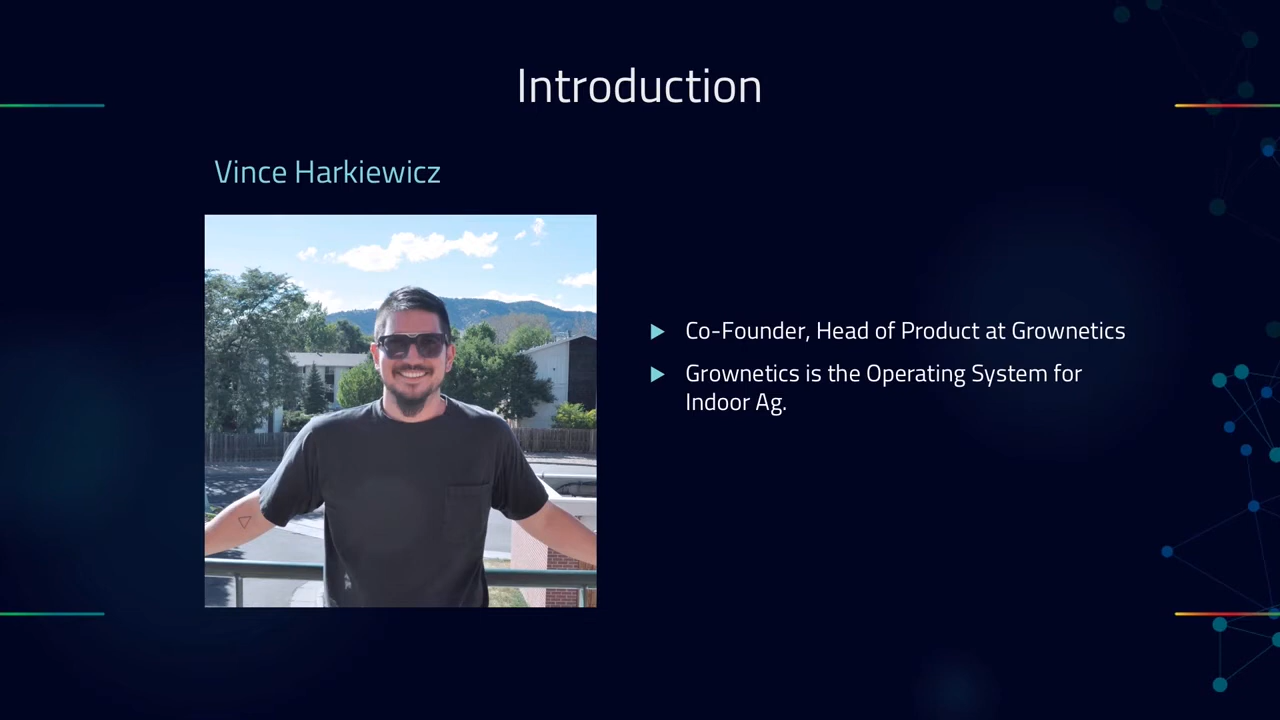 Introduction
Vince Harkiewicz
Co-Founder, Head of Product at Grownetics
Grownetics is the Operating System for
Indoor Ag.